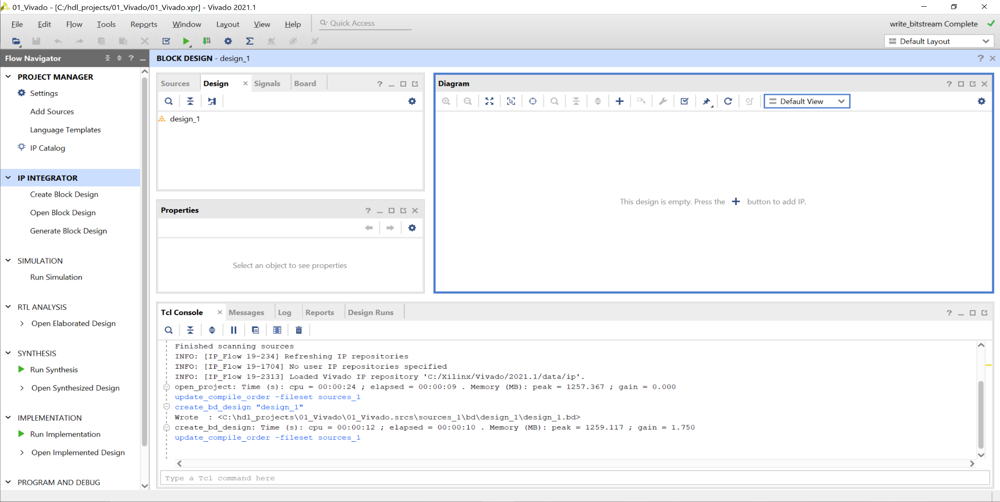 01_Vivado - [C:/hdl_projects/01_Vivado/01_Vivado.xpr] - Vivado 2021.1
File Edit Flow Tools Reports Window Layout View Help Quick Access
write_bitstream Complete
Default Layout
Flow Navigator
PROJECT MANAGER
Settings
Add Sources
Language Templates
IP Catalog
IP INTEGRATOR
Create Block Design
Open Block Design
Generate Block Design
SIMULATION
Run Simulation
RTL ANALYSIS
Open Elaborated Design
SYNTHESIS
Run Synthesis
Open Synthesized Design
IMPLEMENTATION
Run Implementation
Open Implemented Design
PROGRAM AND DEBUG
BLOCK DESIGN - design_1
Sources Design Signals Board
design_1
Properties
Select an object to see properties
Diagram
Default View
This design is empty. Press the + button to add IP.
Tcl Console Messages Log Reports Design Runs
Finished scanning sources
INFO: [IP_Flow 19-234] Refreshing IP repositories
INFO: [IP_Flow 19-1704] No user IP repositories specified
INFO: [IP_Flow 19-2313] Loaded Vivado IP repository 'C:/Xilinx/Vivado/2021.1/data/ip'.
open_project: Time (s): cpu = 00:00:24 ; elapsed = 00:00:09 . Memory (MB): peak = 1257.367 ; gain = 0.000
update_compile_order -fileset sources_1
create_bd_design "design_1"
Wrote  : <C:\hdl_projects\01_Vivado\01_Vivado.srcs\sources_1\bd\design_1\design_1.bd>
create_bd_design: Time (s): cpu = 00:00:12 ; elapsed = 00:00:10 . Memory (MB): peak = 1259.117 ; gain = 1.750
update_compile_order -fileset sources_1
Type a Tcl command here